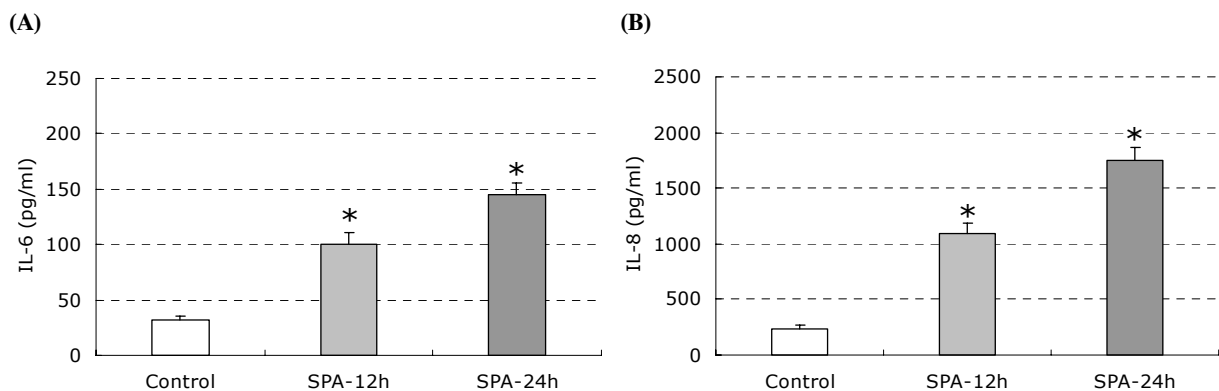 (A)
250
200
150
100
50
0
IL-6 (pg/ml)
*
*
Control SPA-12h SPA-24h
(B)
2500
2000
1500
1000
500
0
IL-8 (pg/ml)
*
*
Control SPA-12h SPA-24h